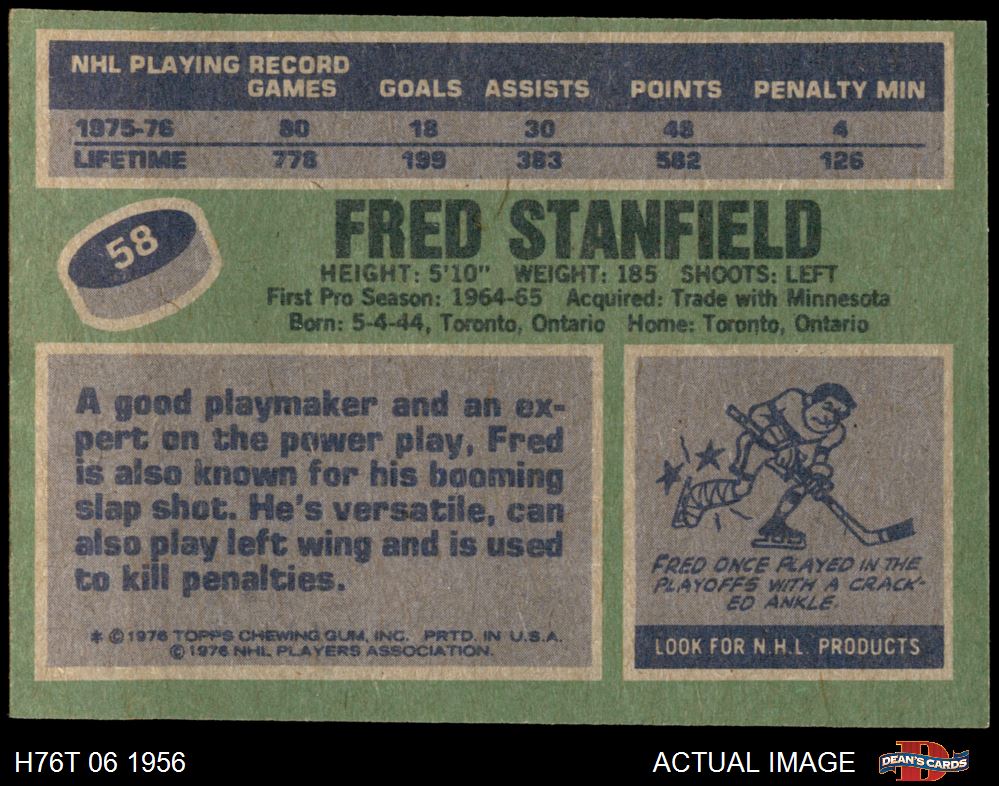 NHL PLAYING RECORD
GAMES GOALS ASSISTS POINTS PENALTY MIN
1975-76 80 18 30 48 4
LIFETIME 778 199 383 582 126
58
FRED STANFIELD
HEIGHT: 5'10" WEIGHT: 185 SHOOTS: LEFT
First Pro Season: 1964-65 Acquired: Trade with Minnesota
Born: 5-4-44, Toronto, Ontario Home: Toronto, Ontario
A good playmaker and an ex-
pert on the power play, Fred
is also known for his booming
slap shot. He's versatile, can
also play left wing and is used
to kill penalties.
* ©1976 TOPPS CHEWING GUM, INC. PRTD. IN U.S.A.
©1976 NHL PLAYERS ASSOCIATION.
FRED ONCE PLAYED IN THE
PLAYOFFS WITH A CRACK-
ED ANKLE.
LOOK FOR N.H.L. PRODUCTS
H76T 06 1956
ACTUAL IMAGE
D
DEAN'S CARDS